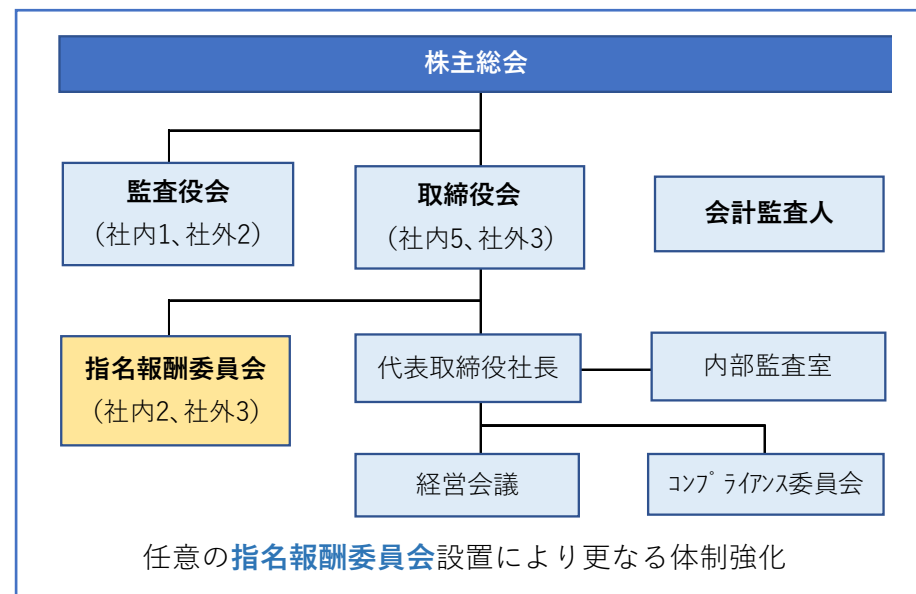 株主総会
監査役会
(社内1、社外2)
取締役会
(社内5、社外3)
会計監査人
指名報酬委員会
(社内2、社外3)
代表取締役社長
内部監査室
経営会議
ｺﾝﾌﾟﾗｲｱﾝｽ委員会
任意の指名報酬委員会設置により更なる体制強化